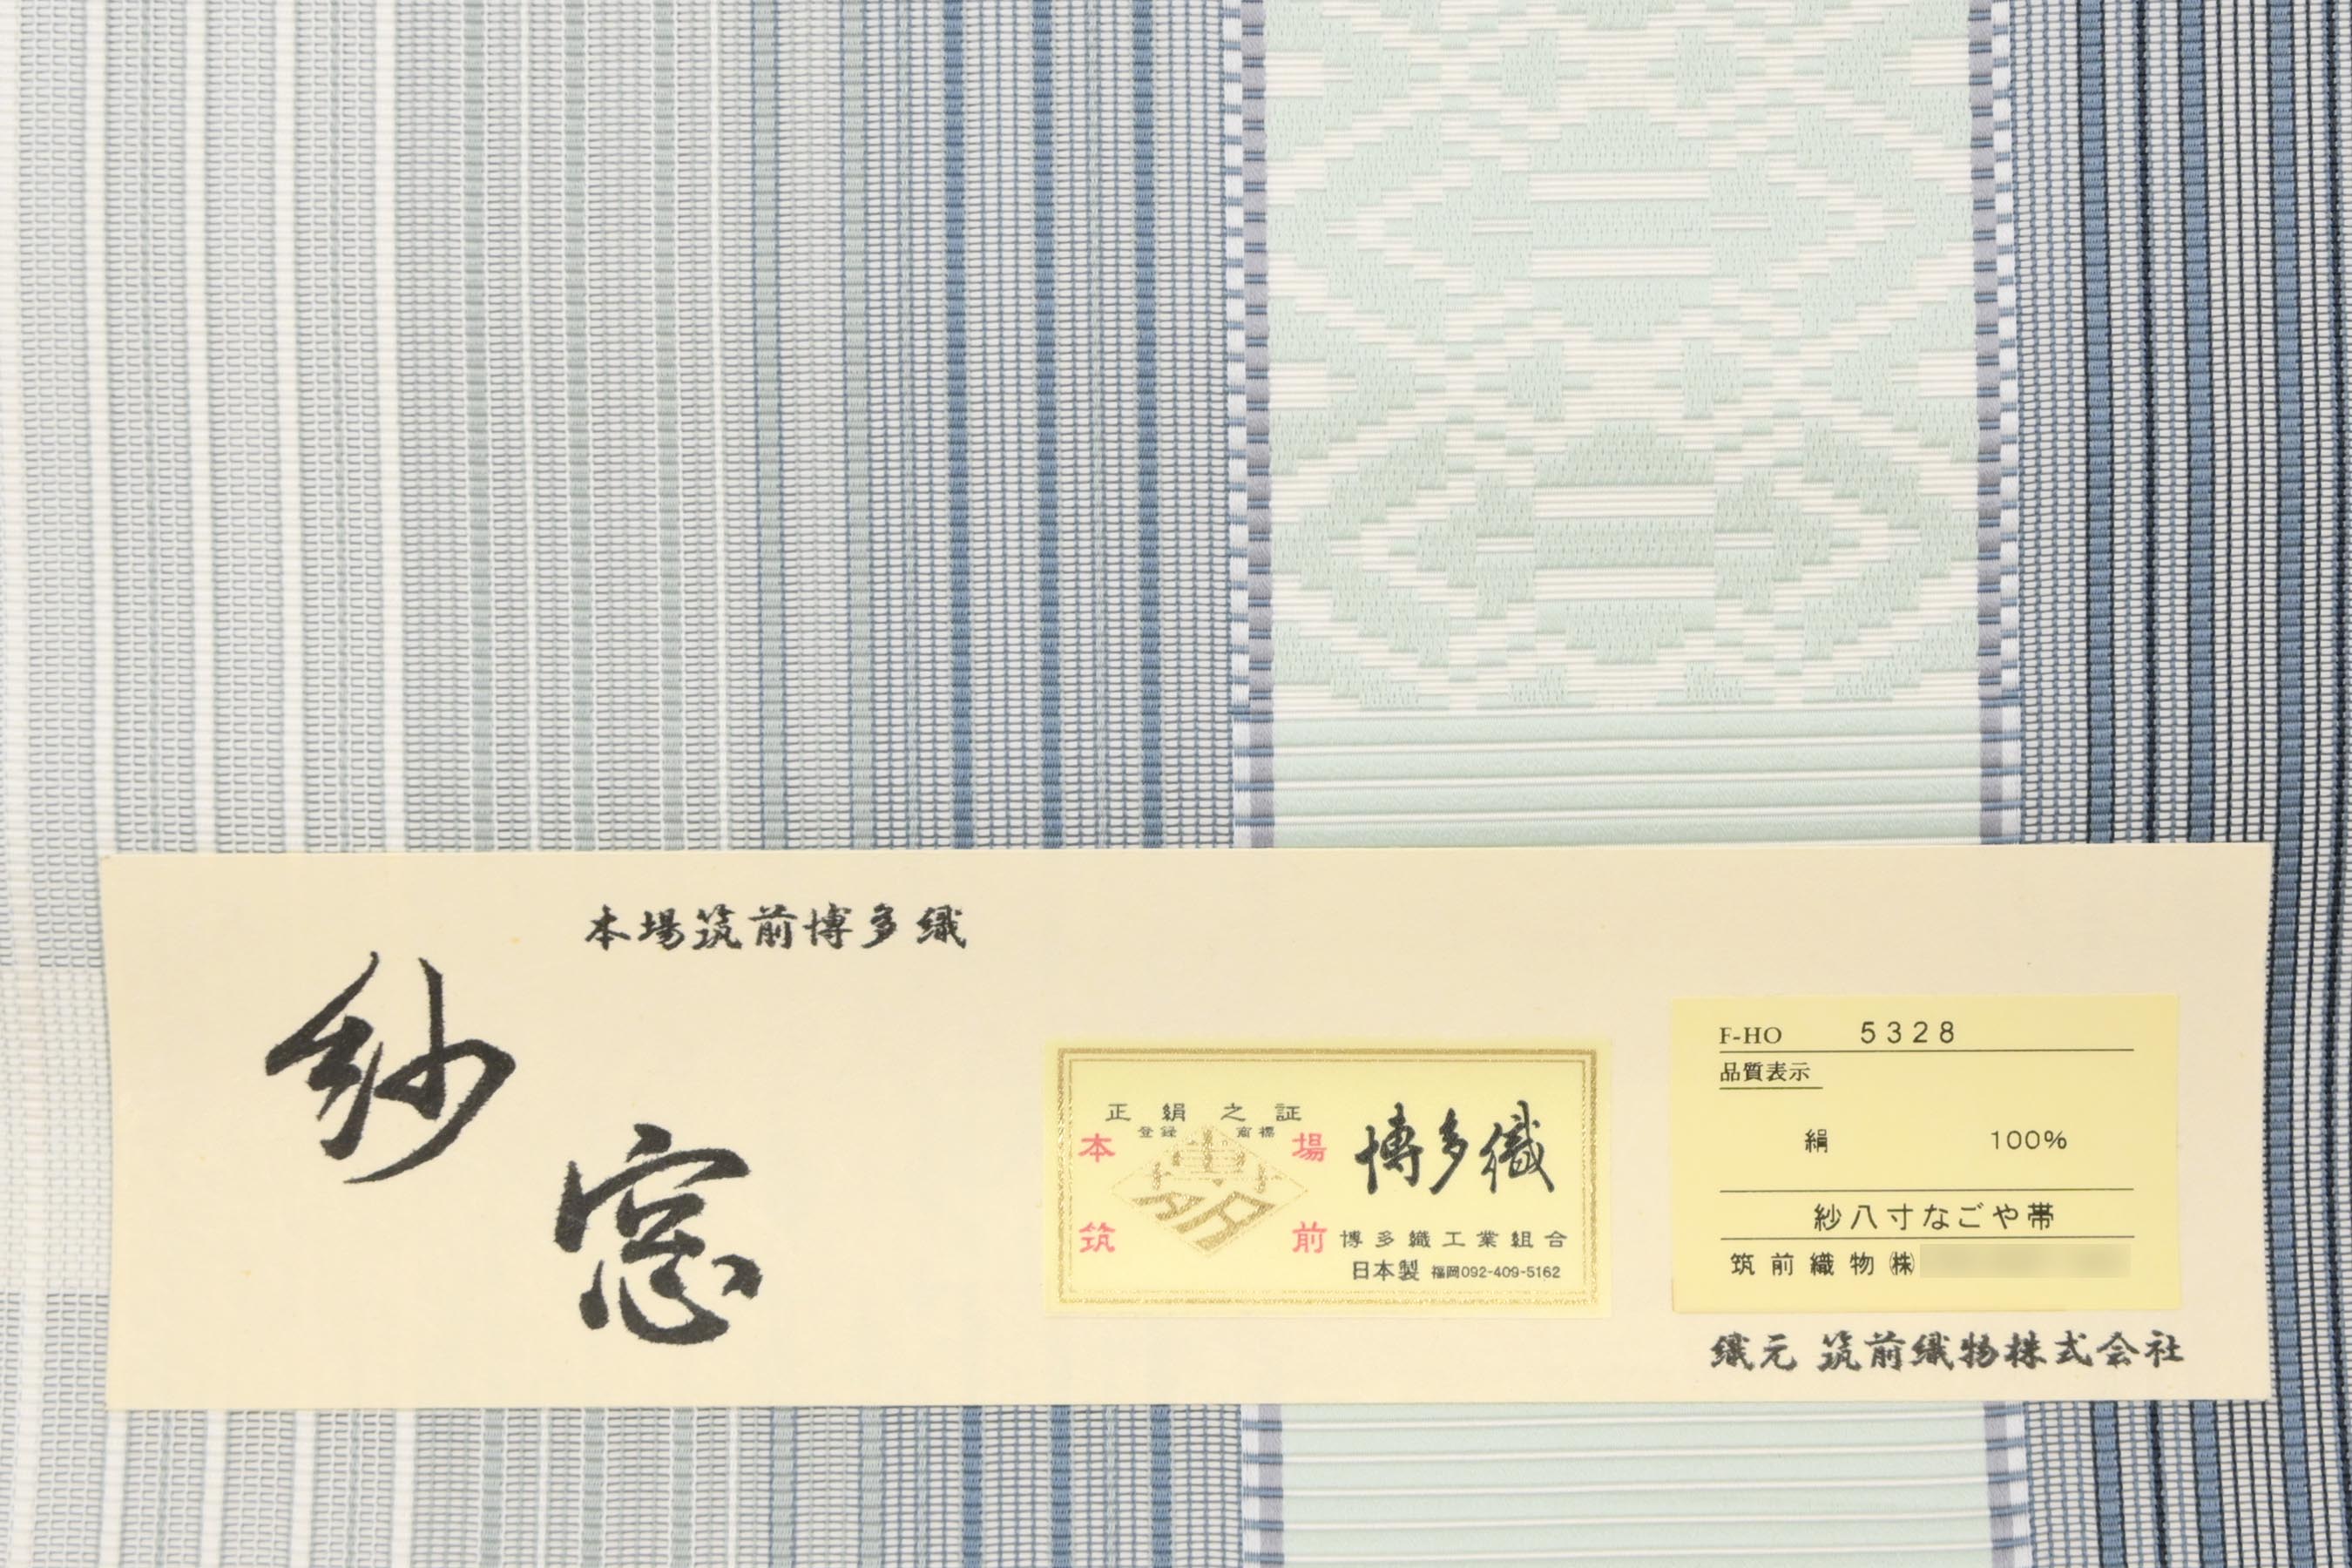 本場筑前博多織
紗
窓
正絹之証
登録商標
本場
筑前
博多
博多織
博多織工業組合
日本製 福岡092-409-5162
F-HO 5328
品質表示
絹 100%
紗八寸なごや帯
筑前織物㈱
織元 筑前織物株式会社